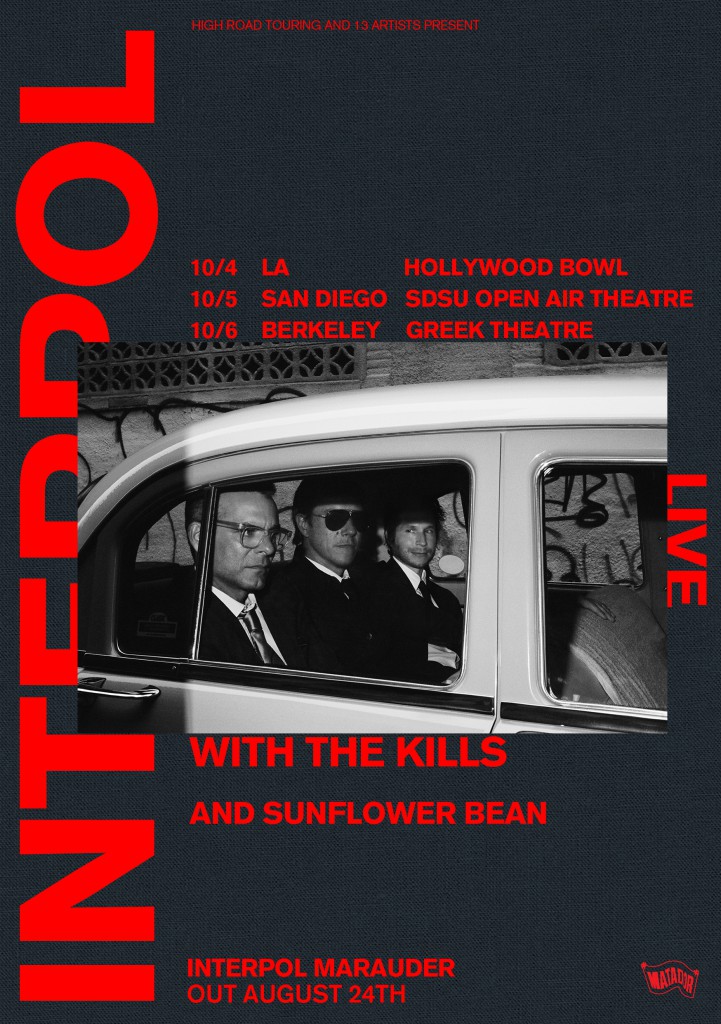 HIGH ROAD TOURING AND 13 ARTISTS PRESENT
INTERPOL
10/4 LA HOLLYWOOD BOWL
10/5 SAN DIEGO SDSU OPEN AIR THEATRE
10/6 BERKELEY GREEK THEATRE
LIVE
WITH THE KILLS
AND SUNFLOWER BEAN
INTERPOL MARAUDER
OUT AUGUST 24TH
MATADOR